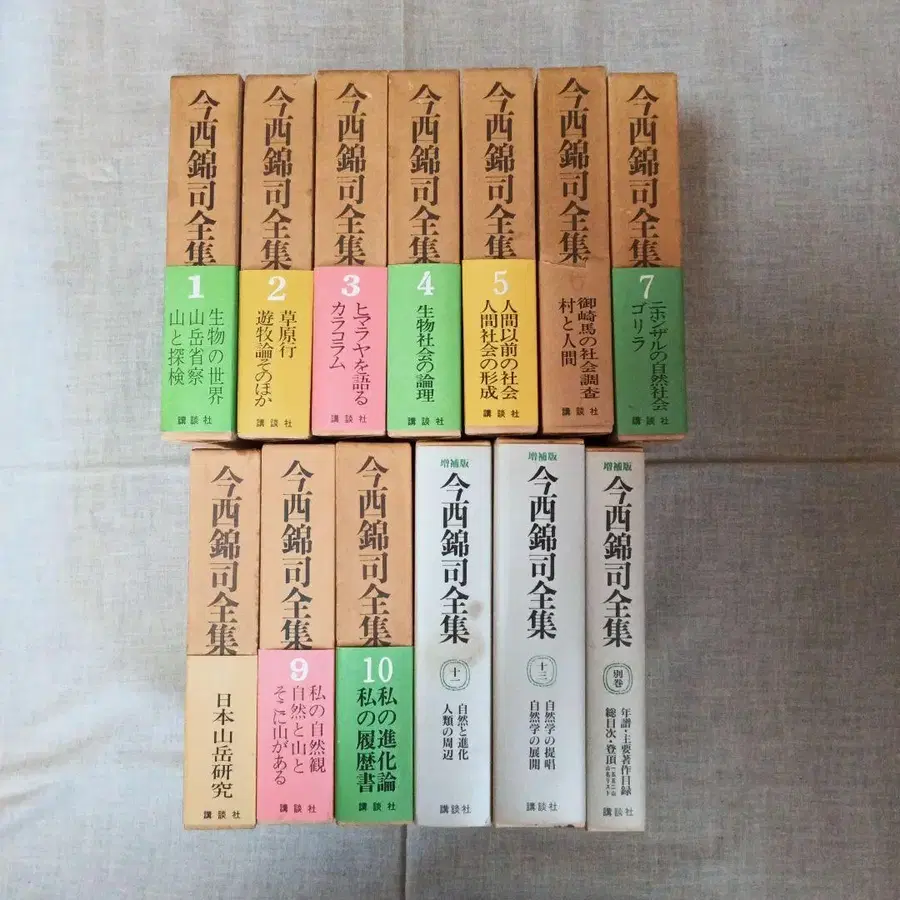 今西錦司全集
1
生物の世界
山岳省察
山と探検
講談社
今西錦司全集
2
草原行
遊牧論そのほか
講談社
今西錦司全集
3
ヒマラヤを語る
カラコラム
講談社
今西錦司全集
4
生物社会の論理
講談社
今西錦司全集
5
人間以前の社会
人間社会の形成
講談社
今西錦司全集
御崎馬の社会調査
村と人間
講談社
今西錦司全集
7
ニホンザルの自然社会
ゴリラ
講談社
今西錦司全集
日本山岳研究
講談社
今西錦司全集
9
私の自然観
自然と山と
そこに山がある
講談社
今西錦司全集
10
私の進化論
私の履歴書
講談社
増補版
今西錦司全集
十一
自然と進化
人類の周辺
講談社
増補版
今西錦司全集
十三
自然学の提唱
自然学の展開
講談社
増補版
今西錦司全集
別巻
年譜・主要著作目録
総目次・登頂一五五二山山名リスト
講談社